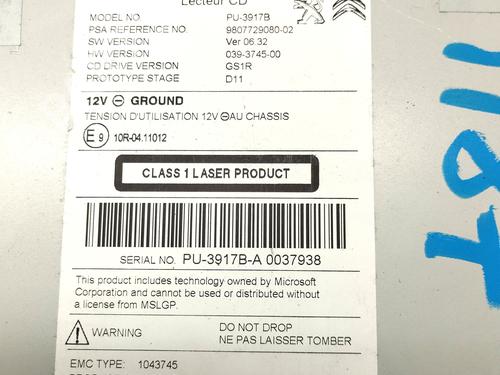 Lecteur CD
MODEL NO. PU-3917B
PSA REFERENCE NO. 9807729080-02
SW VERSION Ver 06.32
HW VERSION 039-3745-00
CD DRIVE VERSION GS1R
PROTOTYPE STAGE D11
12V ⊖ GROUND
TENSION D'UTILISATION 12V ⊖AU CHASSIS
E9 10R-04.11012
CLASS 1 LASER PRODUCT
SERIAL NO. PU-3917B-A 0037938
This product includes technology owned by Microsoft
Corporation and cannot be used or distributed without
a license from MSLGP.
WARNING DO NOT DROP
NE PAS LAISSER TOMBER
EMC TYPE: 1043745